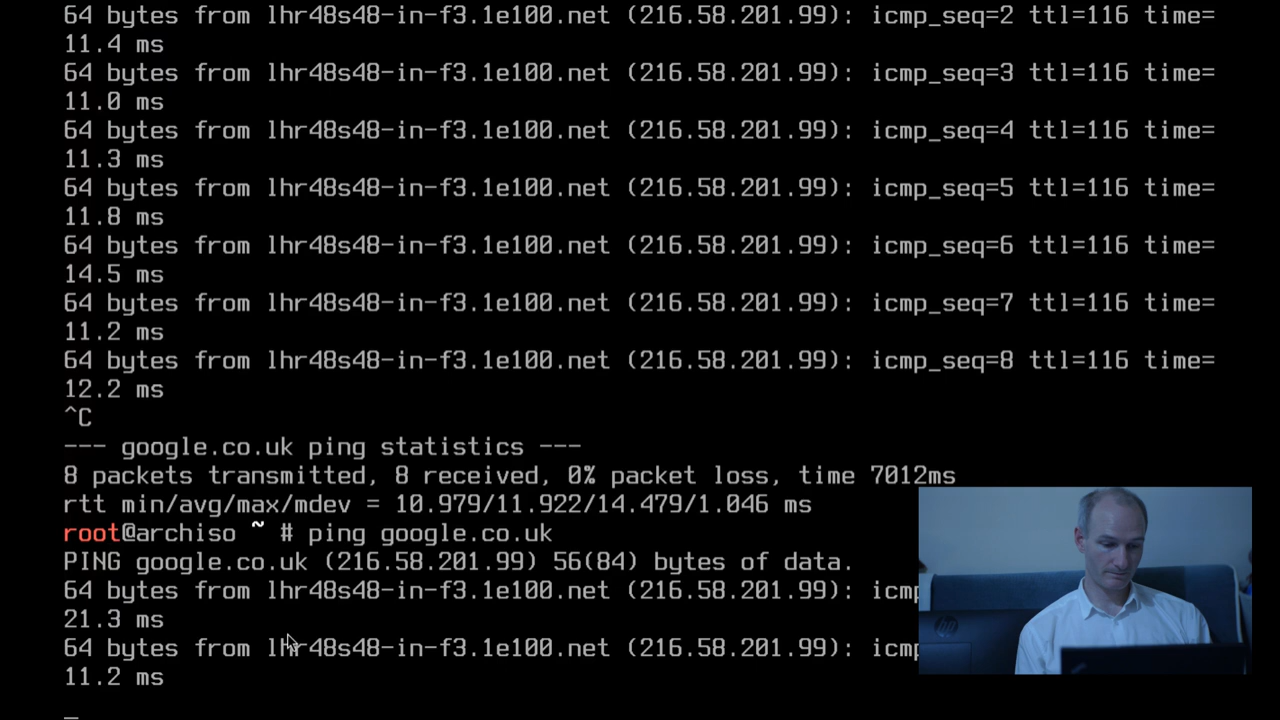 64 bytes from lhr48s48-in-f3.1e100.net (216.58.201.99): icmp_seq=2 ttl=116 time=
11.4 ms
64 bytes from lhr48s48-in-f3.1e100.net (216.58.201.99): icmp_seq=3 ttl=116 time=
11.0 ms
64 bytes from lhr48s48-in-f3.1e100.net (216.58.201.99): icmp_seq=4 ttl=116 time=
11.3 ms
64 bytes from lhr48s48-in-f3.1e100.net (216.58.201.99): icmp_seq=5 ttl=116 time=
11.8 ms
64 bytes from lhr48s48-in-f3.1e100.net (216.58.201.99): icmp_seq=6 ttl=116 time=
14.5 ms
64 bytes from lhr48s48-in-f3.1e100.net (216.58.201.99): icmp_seq=7 ttl=116 time=
11.2 ms
64 bytes from lhr48s48-in-f3.1e100.net (216.58.201.99): icmp_seq=8 ttl=116 time=
12.2 ms
^C
--- google.co.uk ping statistics ---
8 packets transmitted, 8 received, 0% packet loss, time 7012ms
rtt min/avg/max/mdev = 10.979/11.922/14.479/1.046 ms
root@archiso ~ # ping google.co.uk
PING google.co.uk (216.58.201.99) 56(84) bytes of data.
64 bytes from lhr48s48-in-f3.1e100.net (216.58.201.99): icmp
21.3 ms
64 bytes from lhr48s48-in-f3.1e100.net (216.58.201.99): icmp
11.2 ms
hp